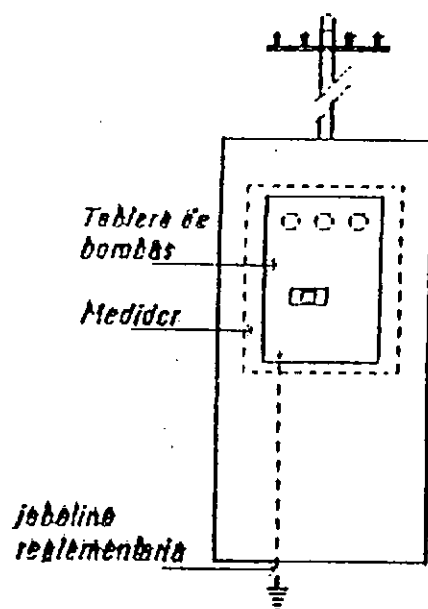 Tablero de
bombas
Medidor
jabalina
reglamentaria